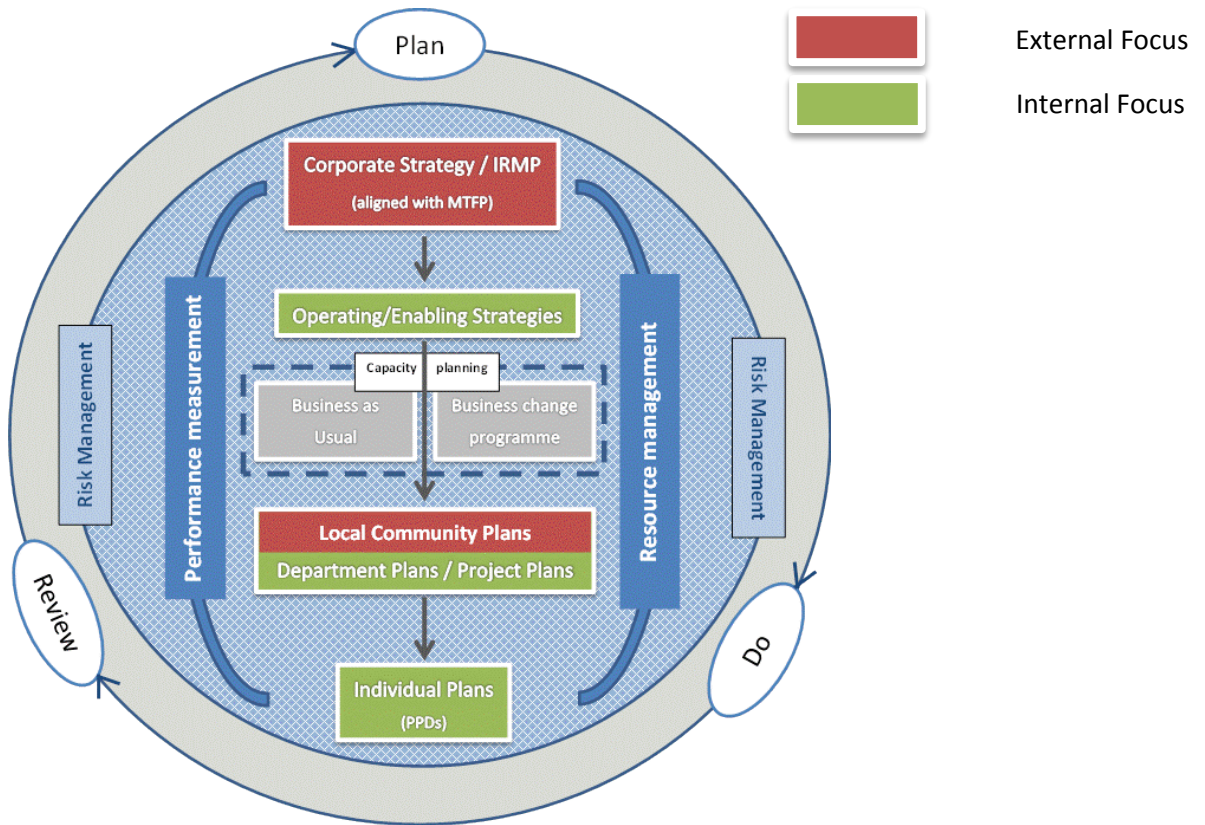 Plan
External Focus
Internal Focus
Corporate Strategy / IRMP
(aligned with MTFP)
Operating/Enabling Strategies
Capacity planning
Business as
Usual
Business change
programme
Performance measurement
Resource management
Risk Management
Risk Management
Local Community Plans
Department Plans / Project Plans
Review
Do
Individual Plans
(PPDs)